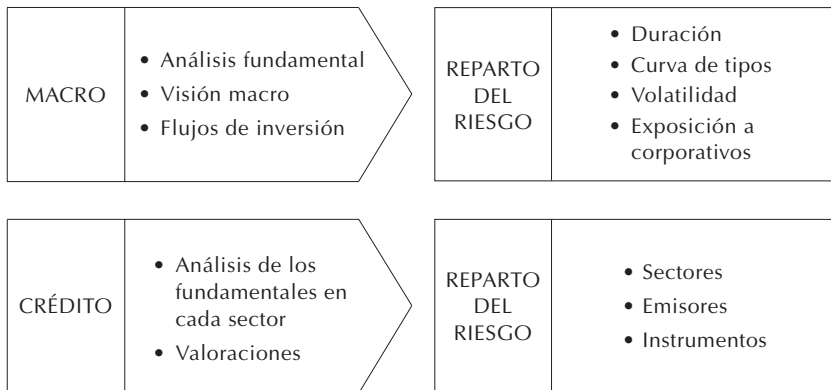 MACRO
• Análisis fundamental
• Visión macro
• Flujos de inversión
REPARTO
DEL
RIESGO
• Duración
• Curva de tipos
• Volatilidad
• Exposición a
corporativos
CRÉDITO
• Análisis de los
fundamentales en
cada sector
• Valoraciones
REPARTO
DEL
RIESGO
• Sectores
• Emisores
• Instrumentos